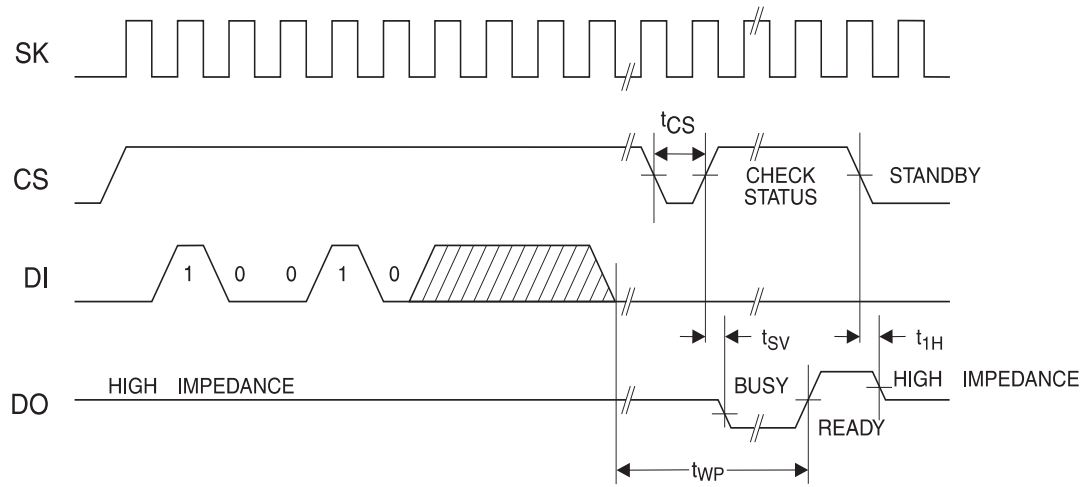 SK
CS
tCS
CHECK
STATUS
STANDBY
DI
1 0 0 1 0
tSV
t1H
DO
HIGH IMPEDANCE
BUSY
READY
HIGH IMPEDANCE
tWP